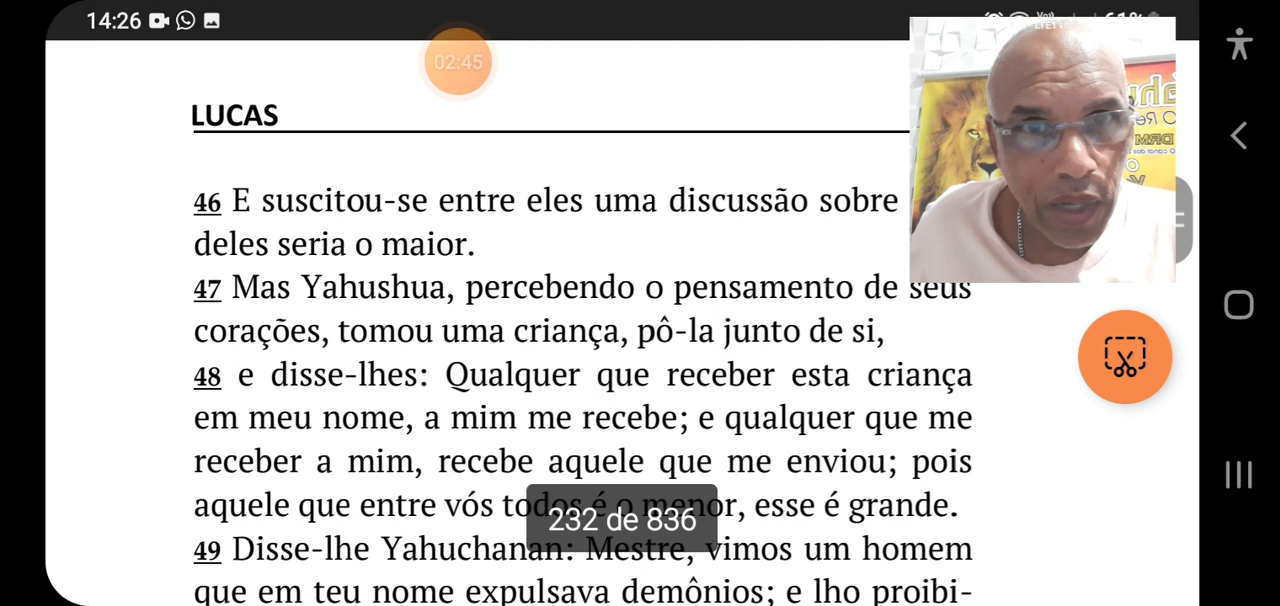 14:26
61%
02:45
LUCAS
46 E suscitou-se entre eles uma discussão sobre
deles seria o maior.
47 Mas Yahushua, percebendo o pensamento de seus
corações, tomou uma criança, pô-la junto de si,
48 e disse-lhes: Qualquer que receber esta criança
em meu nome, a mim me recebe; e qualquer que me
receber a mim, recebe aquele que me enviou; pois
aquele que entre vós todos é o menor, esse é grande.
232 de 836
49 Disse-lhe Yahuchanan: Mestre, vimos um homem
que em teu nome expulsava demônios; e lho proibi-